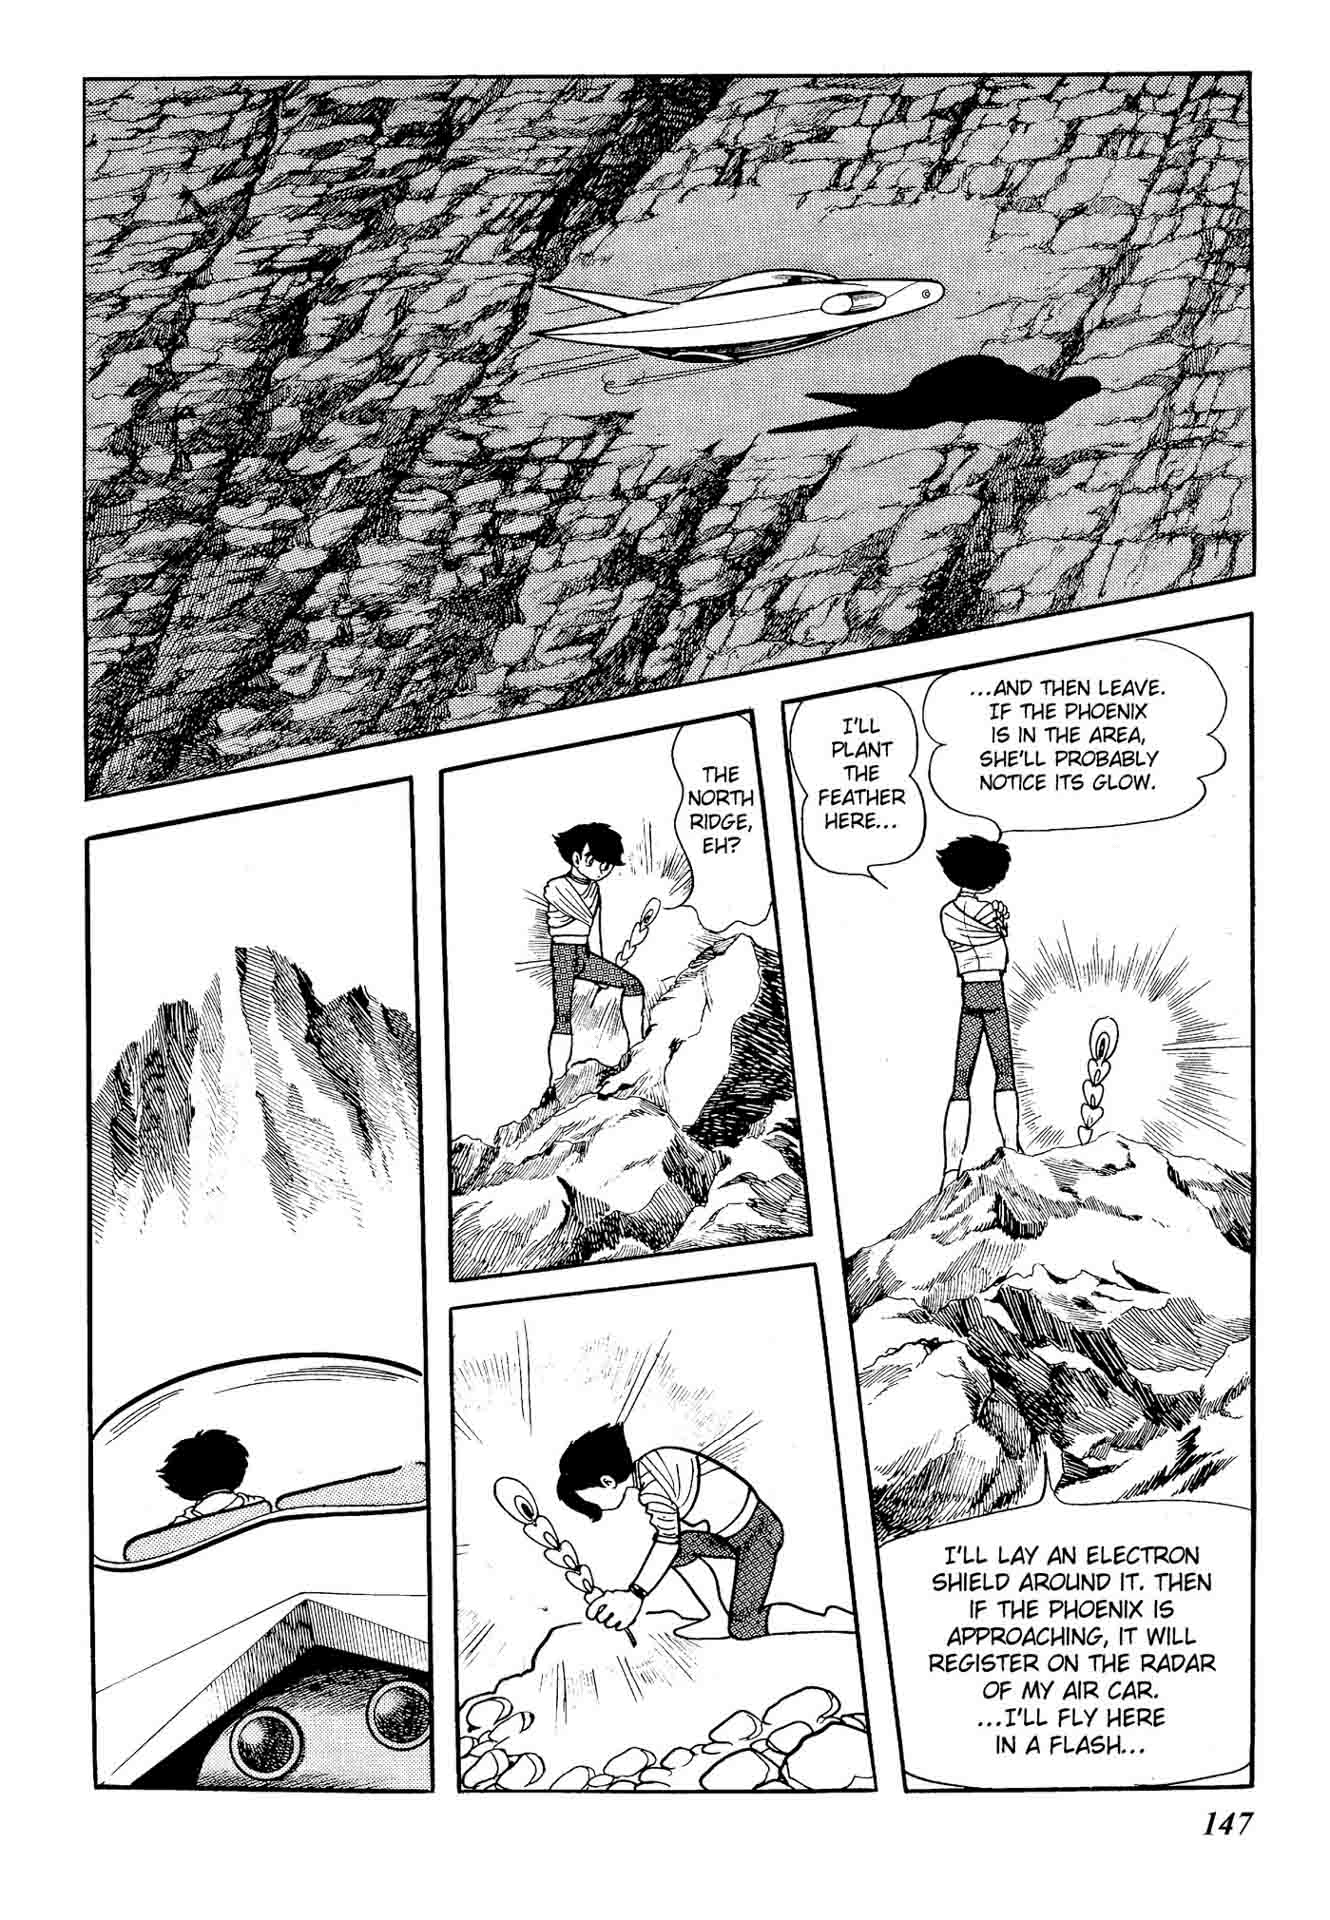 THE
NORTH
RIDGE,
EH?
I'LL
PLANT
THE
FEATHER
HERE...
...AND THEN LEAVE.
IF THE PHOENIX
IS IN THE AREA,
SHE'LL PROBABLY
NOTICE ITS GLOW.
I'LL LAY AN ELECTRON
SHIELD AROUND IT. THEN
IF THE PHOENIX IS
APPROACHING, IT WILL
REGISTER ON THE RADAR
OF MY AIR CAR.
...I'LL FLY HERE
IN A FLASH...
147